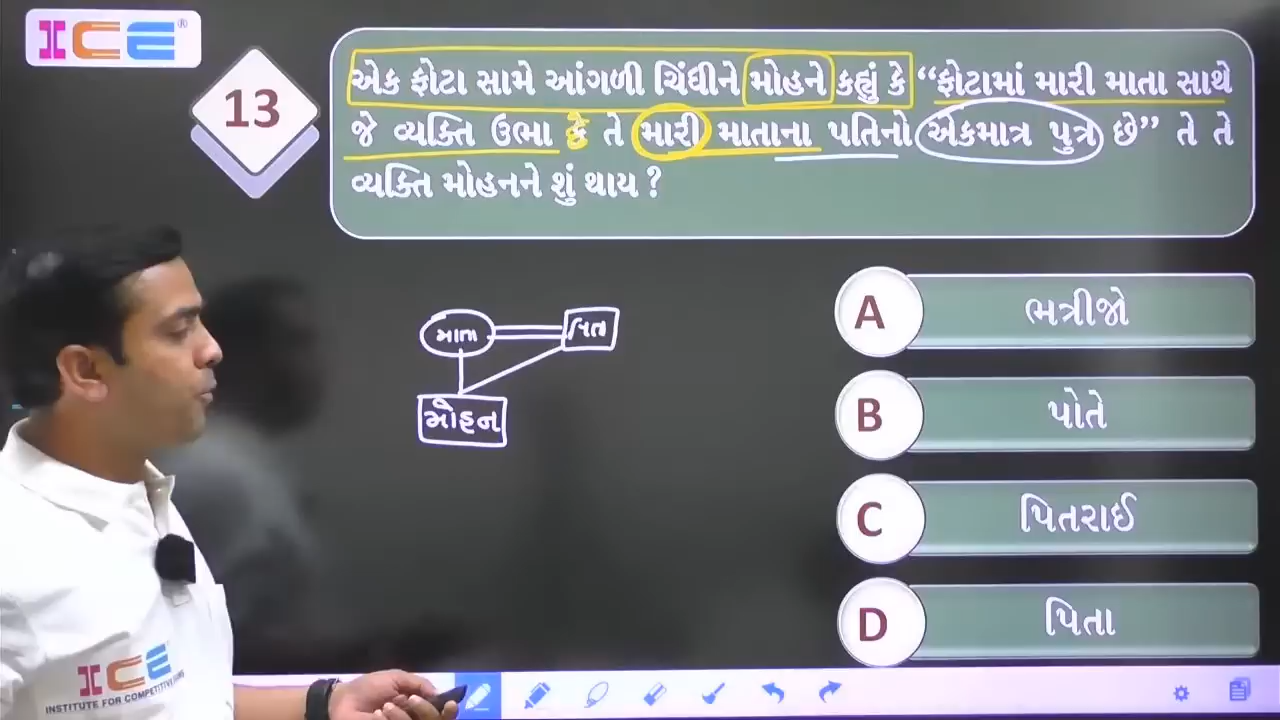 ICE®
13
એક ફોટા સામે આંગળી ચિંધીને મોહને કહ્યું કે “ફોટામાં મારી માતા સાથે
જે વ્યક્તિ ઉભા કે તે મારી માતાના પતિનો એકમાત્ર પુત્ર છે” તે તે
વ્યક્તિ મોહનને શું થાય ?
માતા
પિતા
મોહન
A ભત્રીજો
B પોતે
C પિતરાઈ
D પિતા
ICE
INSTITUTE FOR COMPETITIVE